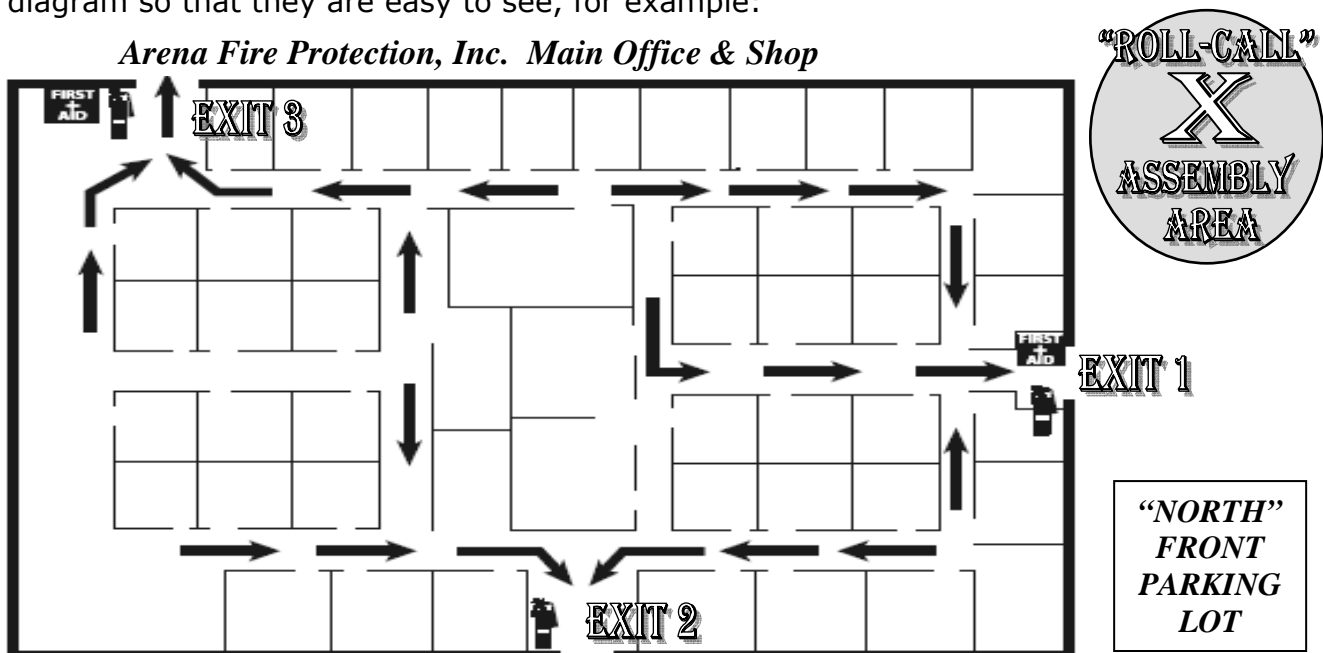 diagram so that they are easy to see, for example:
Arena Fire Protection, Inc.  Main Office & Shop
"ROLL-CALL"
X
ASSEMBLY
AREA
FIRST
AID
EXIT 3
FIRST
AID
EXIT 1
EXIT 2
“NORTH”
FRONT
PARKING
LOT